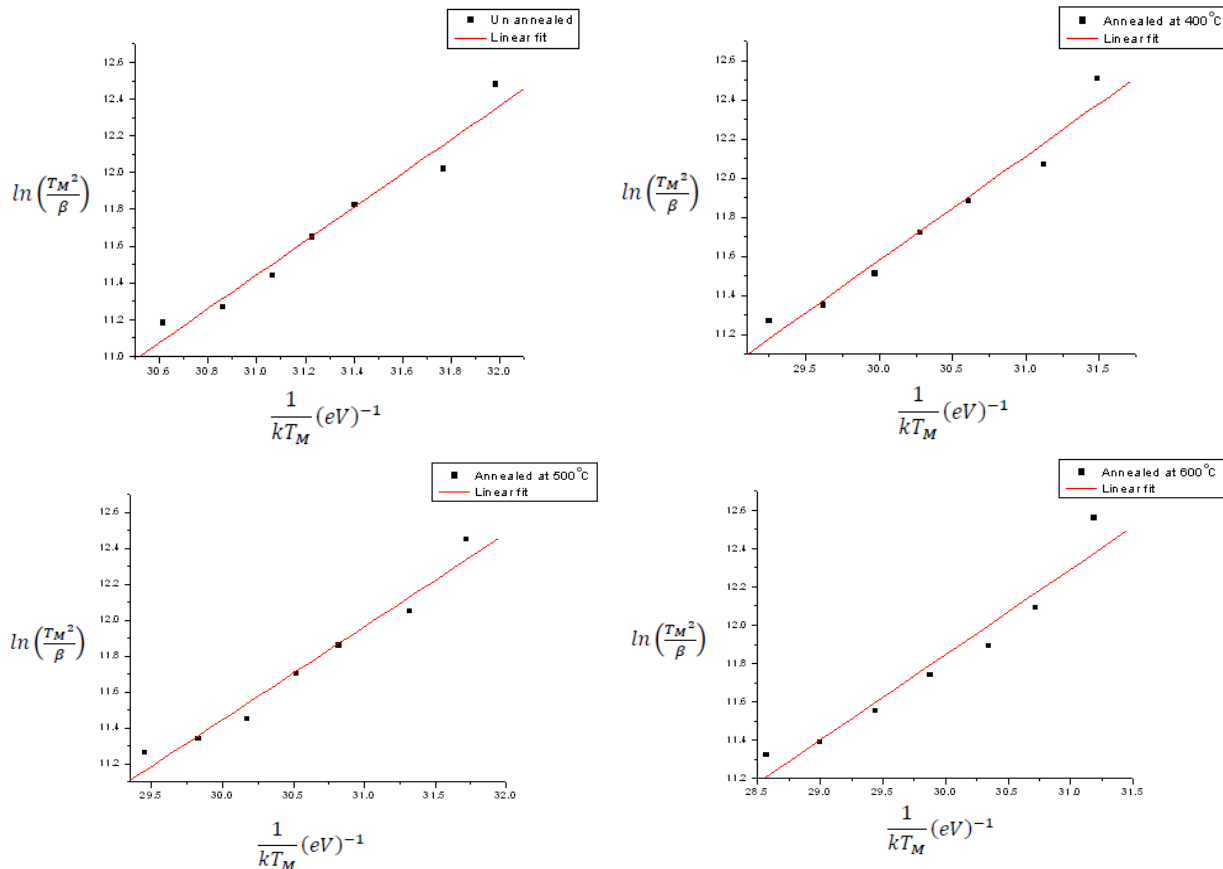 Un annealed
Linear fit
12.6
12.4
12.2
12.0
11.8
11.6
11.4
11.2
11.0
ln(T_M²/β)
30.6 30.8 31.0 31.2 31.4 31.6 31.8 32.0
1/kT_M (eV)⁻¹
Annealed at 400°C
Linear fit
12.6
12.4
12.2
12.0
11.8
11.6
11.4
11.2
ln(T_M²/β)
29.5 30.0 30.5 31.0 31.5
1/kT_M (eV)⁻¹
Annealed at 500°C
Linear fit
12.6
12.4
12.2
12.0
11.8
11.6
11.4
11.2
ln(T_M²/β)
29.5 30.0 30.5 31.0 31.5 32.0
1/kT_M (eV)⁻¹
Annealed at 600°C
Linear fit
12.6
12.4
12.2
12.0
11.8
11.6
11.4
11.2
ln(T_M²/β)
28.5 29.0 29.5 30.0 30.5 31.0 31.5
1/kT_M (eV)⁻¹